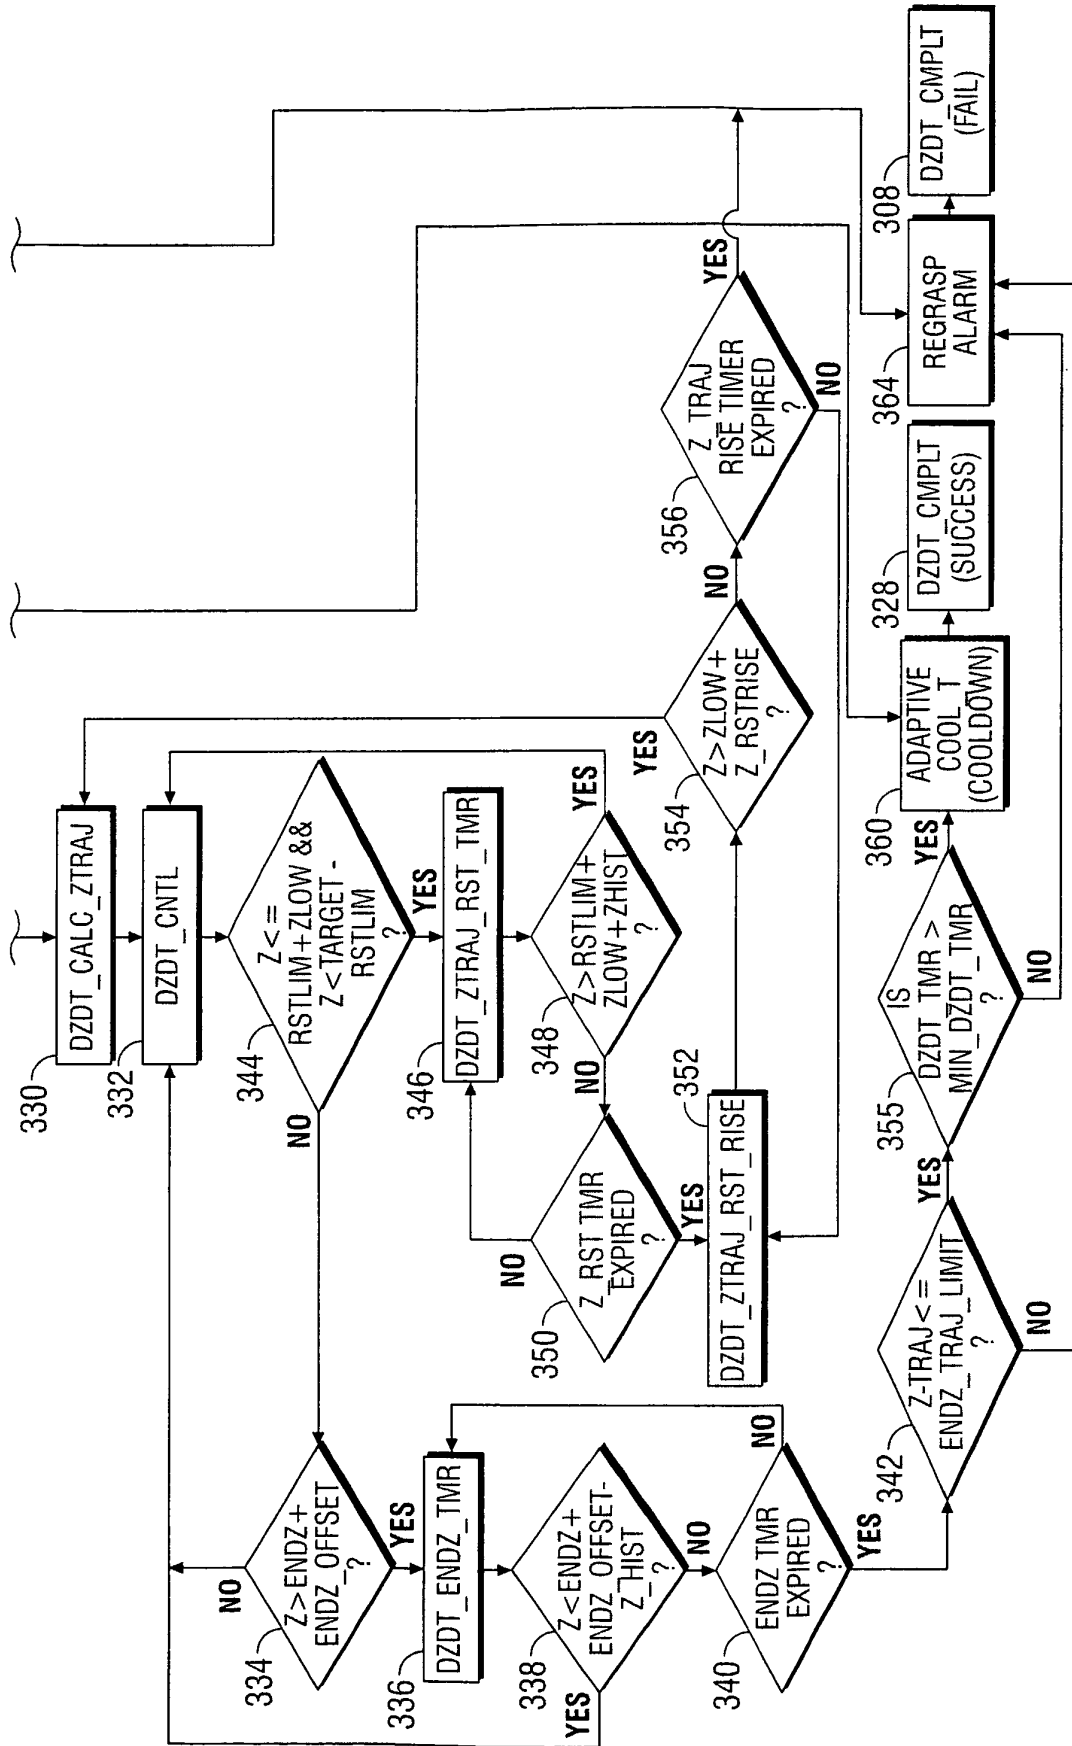 330
DZDT_CALC_ZTRAJ
332
DZDT_CNTL
344
Z<=
RSTLIM+ZLOW &&
Z<TARGET-
RSTLIM
?
NO
YES
334
Z>ENDZ+
ENDZ_OFFSET
?
NO
YES
336
DZDT_ENDZ_TMR
338
Z<ENDZ+
ENDZ_OFFSET-
Z_HIST
?
YES
NO
340
ENDZ TMR
EXPIRED
?
NO
YES
346
DZDT_ZTRAJ_RST_TMR
348
Z>RSTLIM+
ZLOW+ZHIST
?
YES
NO
350
Z_RST TMR
EXPIRED
?
NO
YES
352
DZDT_ZTRAJ_RST_RISE
354
Z>ZLOW+
Z_RSTRISE
?
YES
NO
356
Z_TRAJ
RISE TIMER
EXPIRED
?
YES
NO
342
Z-TRAJ<=
ENDZ_TRAJ_LIMIT
?
YES
NO
355
IS
DZDT_TMR >
MIN_DZDT_TMR
?
YES
NO
360
ADAPTIVE
COOL_T
(COOLDOWN)
328
DZDT_CMPLT
(SUCCESS)
364
REGRASP
ALARM
308
DZDT_CMPLT
(FAIL)